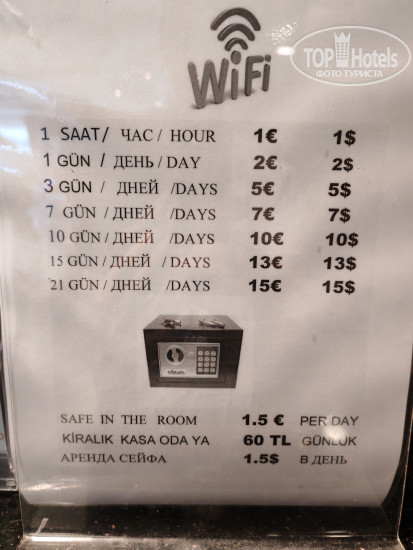 TOP Hotels
ФОТО ТУРИСТА
WiFi
1 SAAT/ ЧАС / HOUR 1€ 1$
1 GÜN / ДЕНЬ / DAY 2€ 2$
3 GÜN / ДНЕЙ /DAYS 5€ 5$
7 GÜN / ДНЕЙ /DAYS 7€ 7$
10 GÜN / ДНЕЙ /DAYS 10€ 10$
15 GÜN / ДНЕЙ /DAYS 13€ 13$
21 GÜN / ДНЕЙ /DAYS 15€ 15$
SAFE IN THE ROOM 1.5 € PER DAY
KİRALIK KASA ODA YA 60 TL GÜNLUK
АРЕНДА СЕЙФА 1.5$ В ДЕНЬ